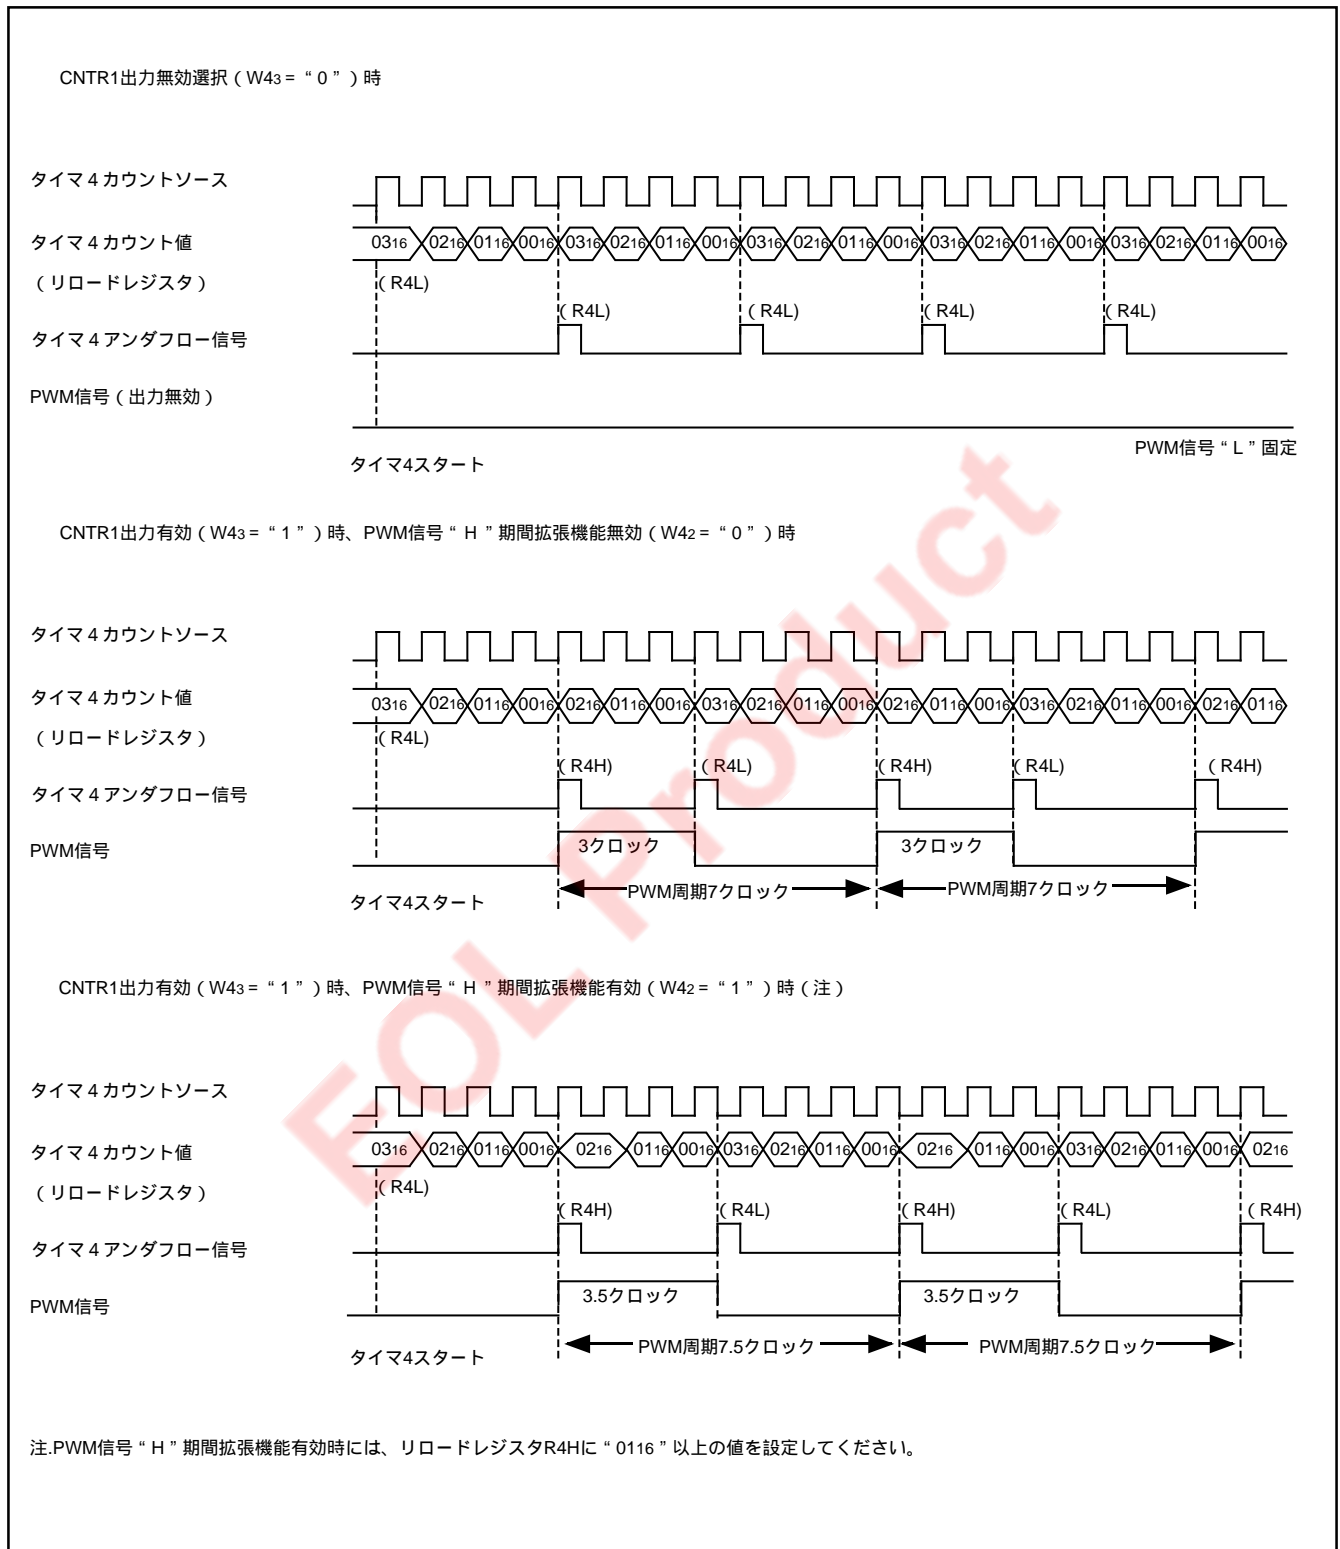 CNTR1出力無効選択(W43=“0”)時
タイマ4カウントソース
タイマ4カウント値
0316 0216 0116 0016 0316 0216 0116 0016 0316 0216 0116 0016 0316 0216 0116 0016 0316 0216 0116 0016
(リロードレジスタ)
(R4L)
(R4L) (R4L) (R4L) (R4L)
タイマ4アンダフロー信号
PWM信号(出力無効)
PWM信号“L”固定
タイマ4スタート
CNTR1出力有効(W43=“1”)時、PWM信号“H”期間拡張機能無効(W42=“0”)時
タイマ4カウントソース
タイマ4カウント値
0316 0216 0116 0016 0216 0116 0016 0316 0216 0116 0016 0216 0116 0016 0316 0216 0116 0016 0216 0116
(リロードレジスタ)
(R4L)
(R4H) (R4L) (R4H) (R4L) (R4H)
タイマ4アンダフロー信号
PWM信号
3クロック 3クロック
PWM周期7クロック PWM周期7クロック
タイマ4スタート
CNTR1出力有効(W43=“1”)時、PWM信号“H”期間拡張機能有効(W42=“1”)時(注)
タイマ4カウントソース
タイマ4カウント値
0316 0216 0116 0016 0216 0116 0016 0316 0216 0116 0016 0216 0116 0016 0316 0216 0116 0016 0216
(リロードレジスタ)
(R4L)
(R4H) (R4L) (R4H) (R4L) (R4H)
タイマ4アンダフロー信号
PWM信号
3.5クロック 3.5クロック
PWM周期7.5クロック PWM周期7.5クロック
タイマ4スタート
注.PWM信号“H”期間拡張機能有効時には、リロードレジスタR4Hに“0116”以上の値を設定してください。
EOL Product